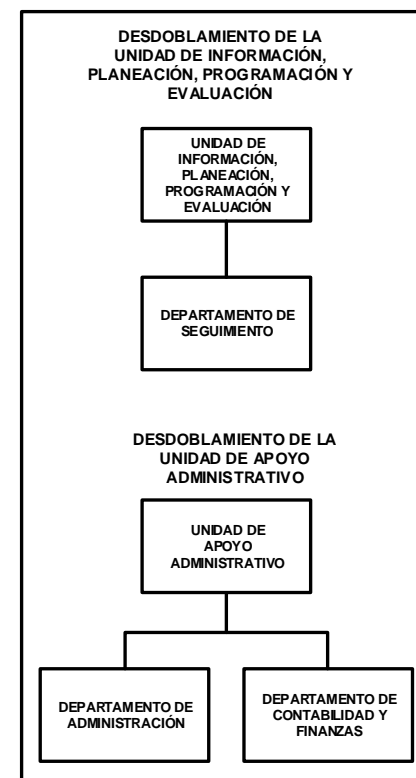 DESDOBLAMIENTO DE LA
UNIDAD DE INFORMACIÓN,
PLANEACIÓN, PROGRAMACIÓN Y
EVALUACIÓN
UNIDAD DE
INFORMACIÓN,
PLANEACIÓN,
PROGRAMACIÓN Y
EVALUACIÓN
DEPARTAMENTO DE
SEGUIMIENTO
DESDOBLAMIENTO DE LA
UNIDAD DE APOYO
ADMINISTRATIVO
UNIDAD DE
APOYO
ADMINISTRATIVO
DEPARTAMENTO DE
ADMINISTRACIÓN
DEPARTAMENTO DE
CONTABILIDAD Y
FINANZAS